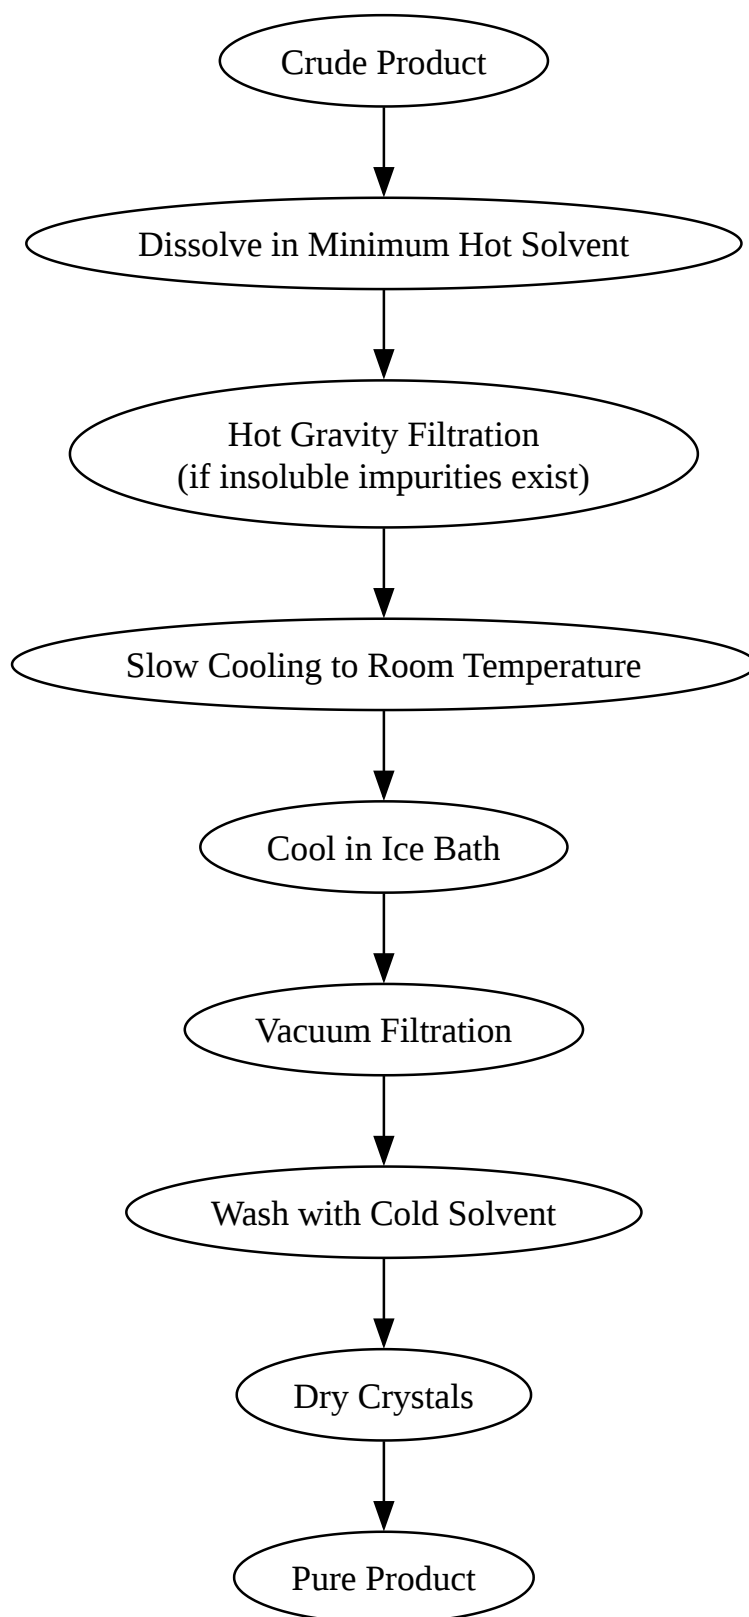 Crude Product
Dissolve in Minimum Hot Solvent
Hot Gravity Filtration
(if insoluble impurities exist)
Slow Cooling to Room Temperature
Cool in Ice Bath
Vacuum Filtration
Wash with Cold Solvent
Dry Crystals
Pure Product